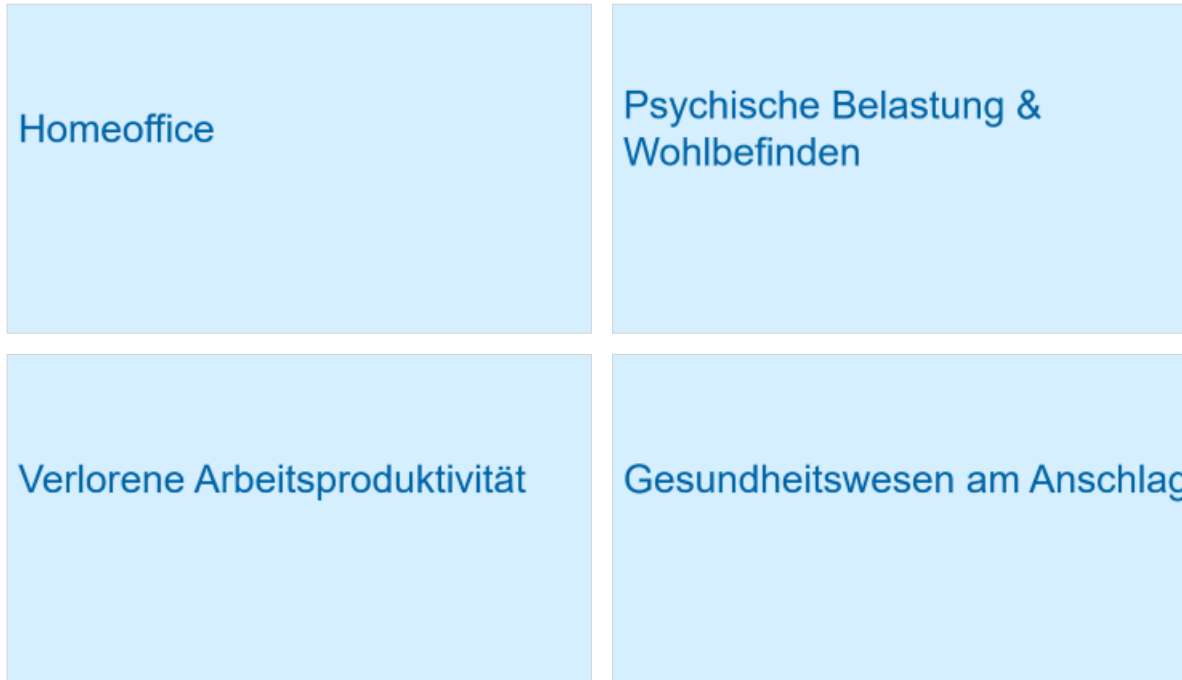 Homeoffice
Psychische Belastung &
Wohlbefinden
Verlorene Arbeitsproduktivität
Gesundheitswesen am Anschlag